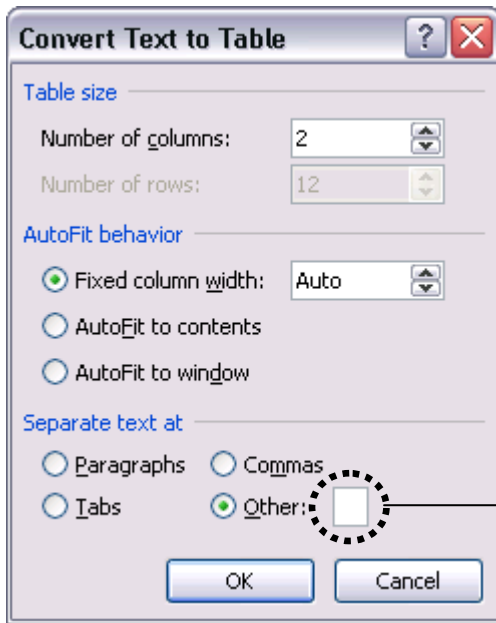 Convert Text to Table
Table size
Number of columns: 2
Number of rows: 12
AutoFit behavior
Fixed column width: Auto
AutoFit to contents
AutoFit to window
Separate text at
Paragraphs Commas
Tabs Other:
OK Cancel